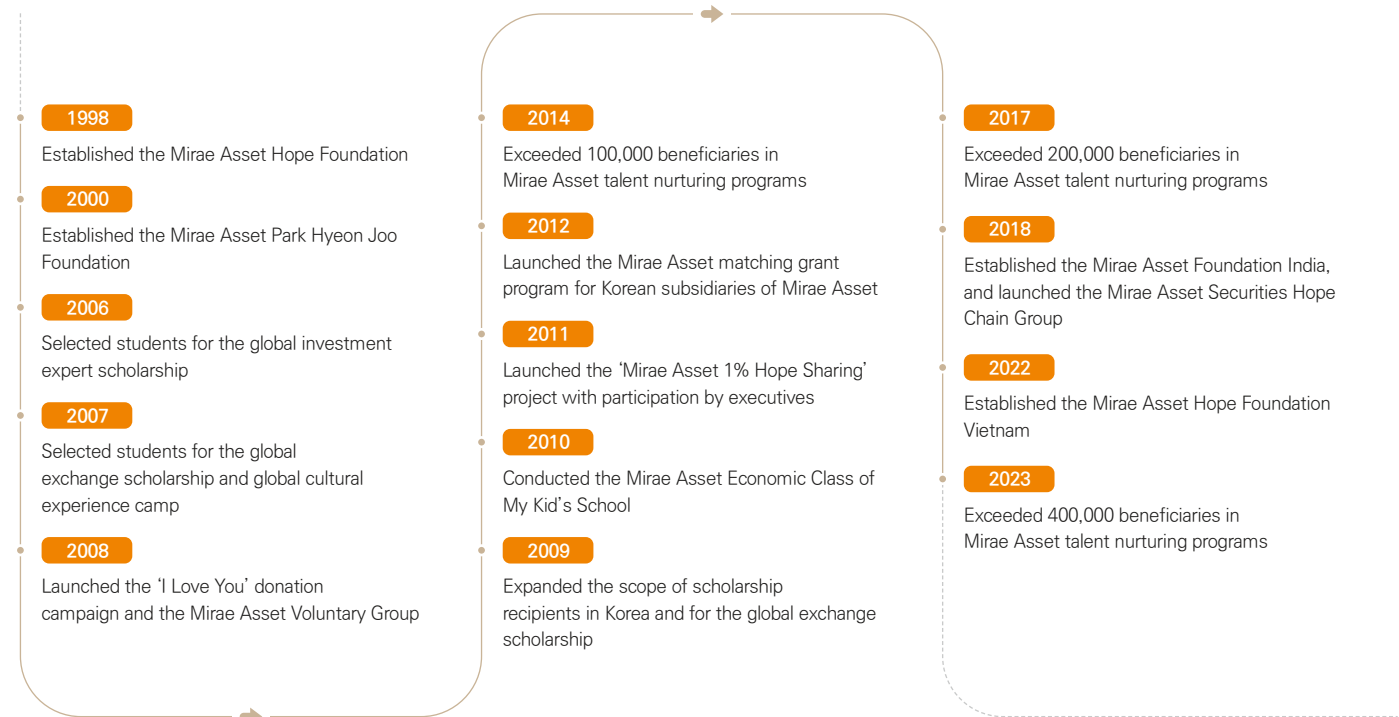 1998
Established the Mirae Asset Hope Foundation
2000
Established the Mirae Asset Park Hyeon Joo
Foundation
2006
Selected students for the global investment
expert scholarship
2007
Selected students for the global
exchange scholarship and global cultural
experience camp
2008
Launched the ‘I Love You’ donation
campaign and the Mirae Asset Voluntary Group
2014
Exceeded 100,000 beneficiaries in
Mirae Asset talent nurturing programs
2012
Launched the Mirae Asset matching grant
program for Korean subsidiaries of Mirae Asset
2011
Launched the ‘Mirae Asset 1% Hope Sharing’
project with participation by executives
2010
Conducted the Mirae Asset Economic Class of
My Kid’s School
2009
Expanded the scope of scholarship
recipients in Korea and for the global exchange
scholarship
2017
Exceeded 200,000 beneficiaries in
Mirae Asset talent nurturing programs
2018
Established the Mirae Asset Foundation India,
and launched the Mirae Asset Securities Hope
Chain Group
2022
Established the Mirae Asset Hope Foundation
Vietnam
2023
Exceeded 400,000 beneficiaries in
Mirae Asset talent nurturing programs